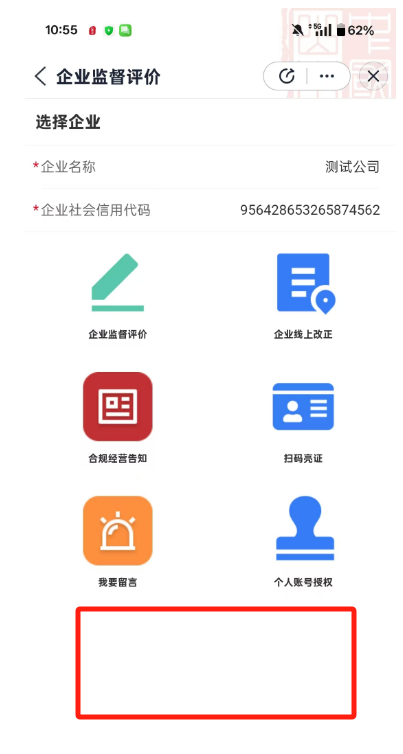 10:55
5G
62%
企业监督评价
选择企业
*企业名称 测试公司
*企业社会信用代码 956428653265874562
企业监督评价 企业线上改正
合规经营告知 扫码亮证
我要留言 个人账号授权